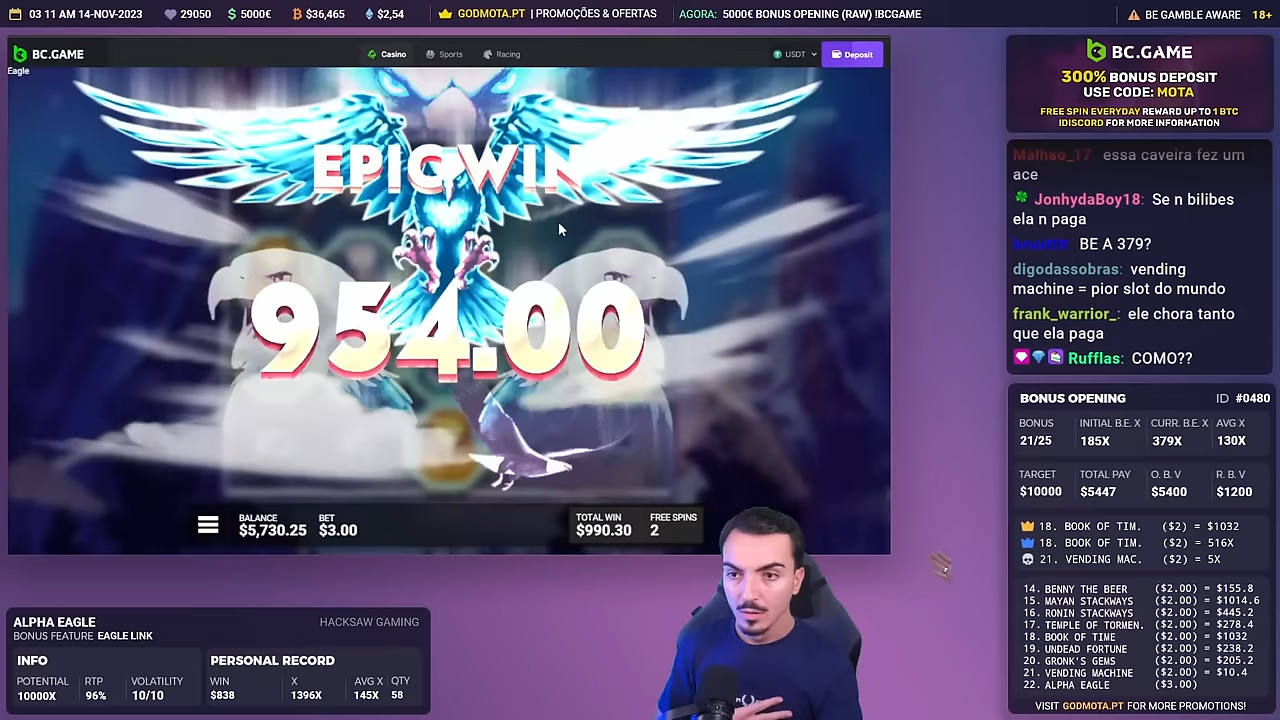 03 11 AM 14-NOV-2023 29050 $ 5000€ $36,465 $2,54 GODMOTA.PT | PROMOÇÕES & OFERTAS AGORA: 5000€ BONUS OPENING (RAW) !BCGAME BE GAMBLE AWARE 18+
BC.GAME Casino Sports Racing USDT Deposit
Eagle
EPIC WIN
954.00
BALANCE BET TOTAL WIN FREE SPINS
$5,730.25 $3.00 $990.30 2
BC.GAME
300% BONUS DEPOSIT
USE CODE: MOTA
FREE SPIN EVERYDAY REWARD UP TO 1 BTC
!DISCORD FOR MORE INFORMATION
Malhao_17 essa caveira fez um
ace
JonhydaBoy18: Se n bilibes
ela n paga
BE A 379?
digodassobras: vending
machine = pior slot do mundo
frank_warrior_: ele chora tanto
que ela paga
Rufflas: COMO??
BONUS OPENING ID #0480
BONUS INITIAL B.E. X CURR. B.E. X AVG X
21/25 185X 379X 130X
TARGET TOTAL PAY O. B. V R. B. V
$10000 $5447 $5400 $1200
18. BOOK OF TIM. ($2) = $1032
18. BOOK OF TIM. ($2) = 516X
21. VENDING MAC. ($2) = 5X
14. BENNY THE BEER ($2.00) = $155.8
15. MAYAN STACKWAYS ($2.00) = $1014.6
16. RONIN STACKWAYS ($2.00) = $445.2
17. TEMPLE OF TORMEN. ($2.00) = $278.4
18. BOOK OF TIME ($2.00) = $1032
19. UNDEAD FORTUNE ($2.00) = $238.2
20. GRONK'S GEMS ($2.00) = $205.2
21. VENDING MACHINE ($2.00) = $10.4
22. ALPHA EAGLE ($3.00)
VISIT GODMOTA.PT FOR MORE PROMOTIONS!
ALPHA EAGLE HACKSAW GAMING
BONUS FEATURE EAGLE LINK
INFO PERSONAL RECORD
POTENTIAL RTP VOLATILITY WIN X AVG X QTY
10000X 96% 10/10 $838 1396X 145X 58